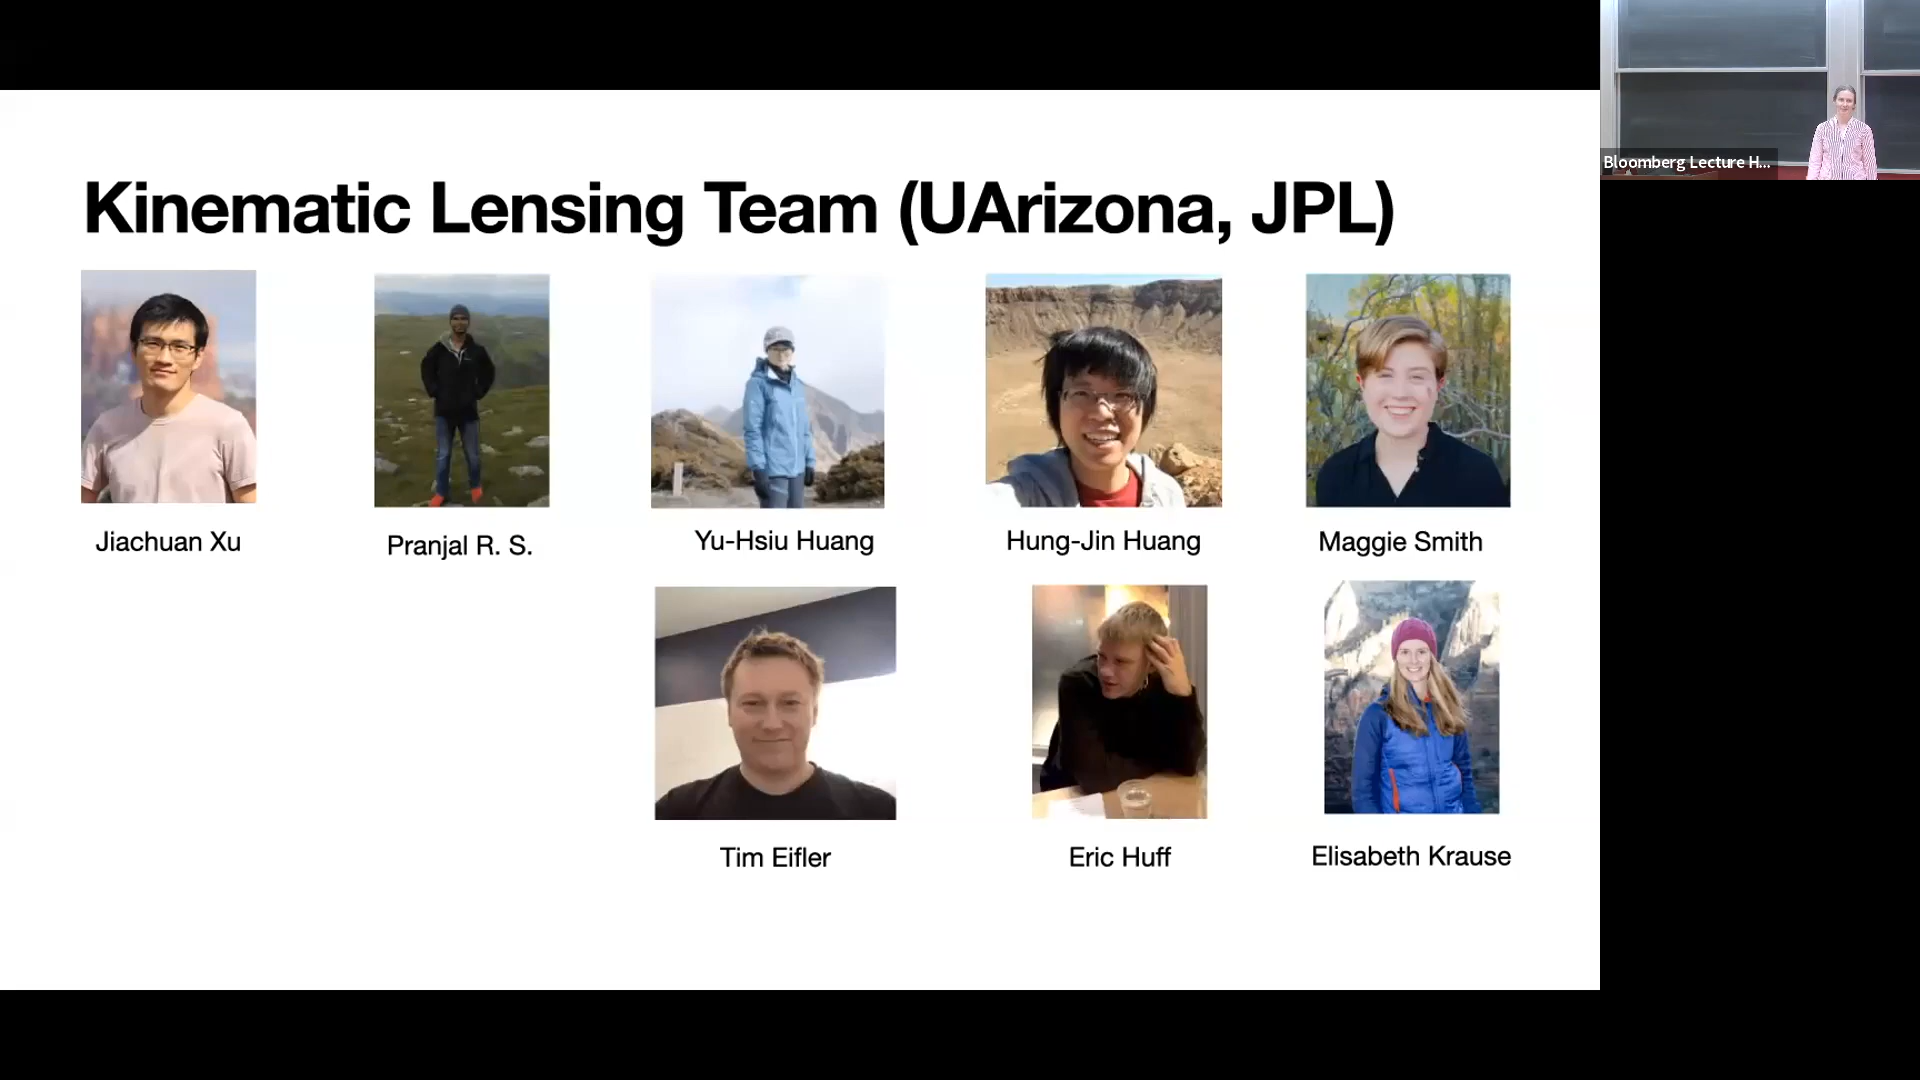 Bloomberg Lecture H...
Kinematic Lensing Team (UArizona, JPL)
Jiachuan Xu
Pranjal R. S.
Yu-Hsiu Huang
Hung-Jin Huang
Maggie Smith
Tim Eifler
Eric Huff
Elisabeth Krause